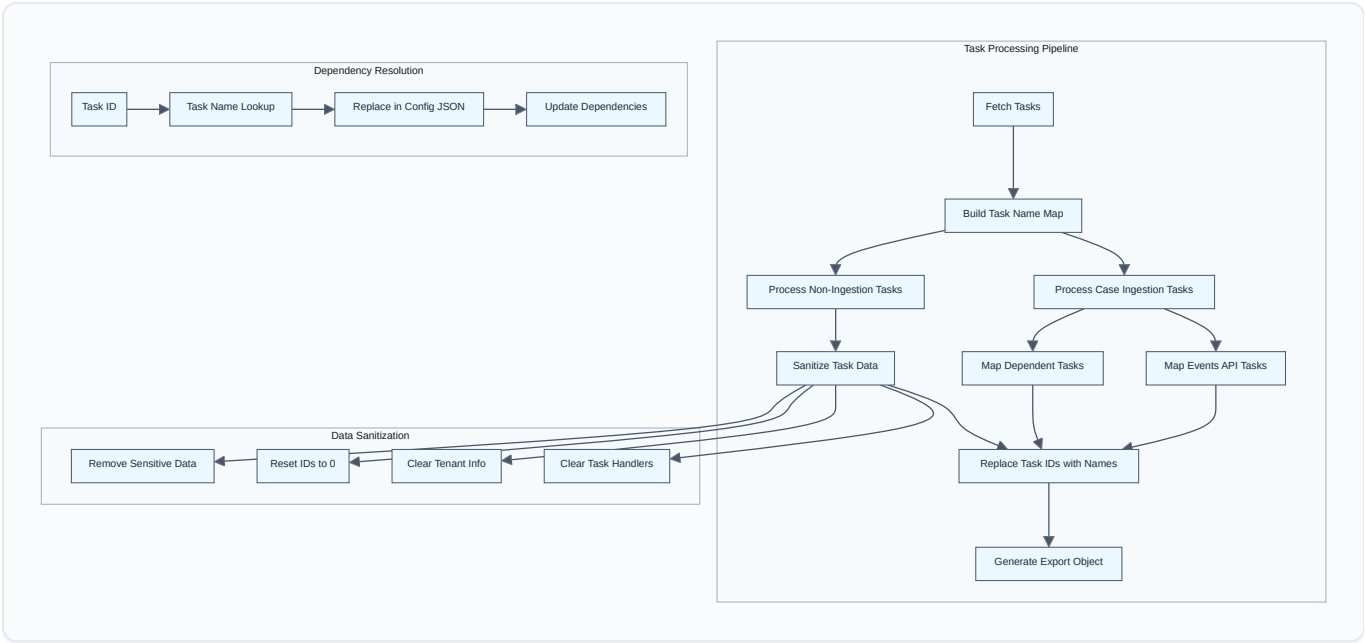 Dependency Resolution
Task ID
Task Name Lookup
Replace in Config JSON
Update Dependencies
Task Processing Pipeline
Fetch Tasks
Build Task Name Map
Process Non-Ingestion Tasks
Process Case Ingestion Tasks
Sanitize Task Data
Map Dependent Tasks
Map Events API Tasks
Data Sanitization
Remove Sensitive Data
Reset IDs to 0
Clear Tenant Info
Clear Task Handlers
Replace Task IDs with Names
Generate Export Object